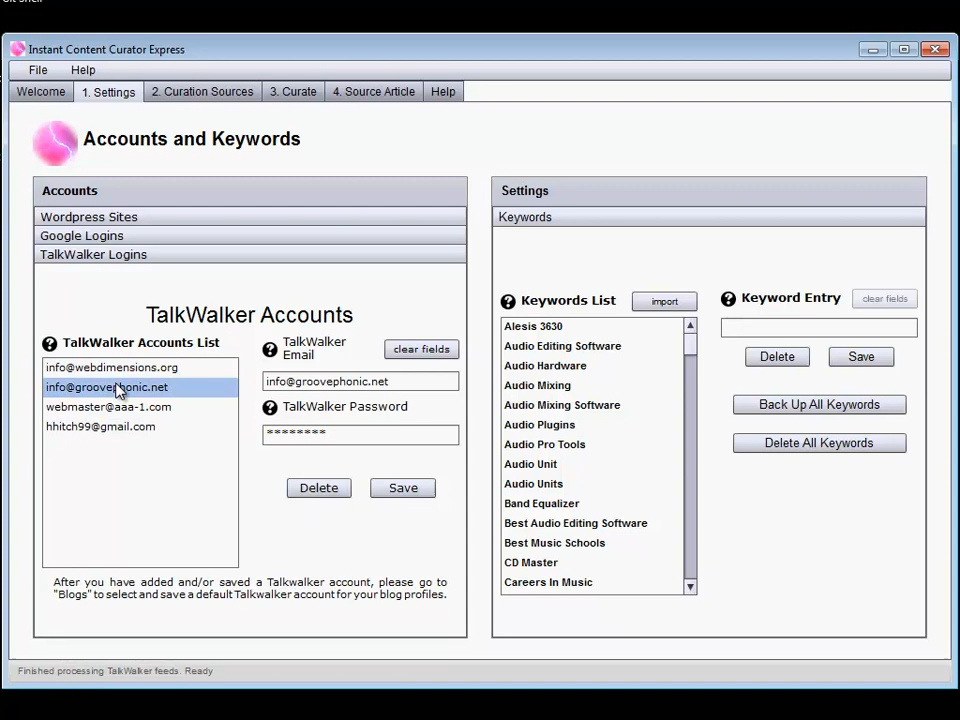 Instant Content Curator Express
File Help
Welcome 1. Settings 2. Curation Sources 3. Curate 4. Source Article Help
Accounts and Keywords
Accounts
Wordpress Sites
Google Logins
TalkWalker Logins
TalkWalker Accounts
TalkWalker Accounts List
info@webdimensions.org
info@groovephonic.net
webmaster@aaa-1.com
hhitch99@gmail.com
TalkWalker
Email
clear fields
info@groovephonic.net
TalkWalker Password
********
Delete Save
After you have added and/or saved a Talkwalker account, please go to
"Blogs" to select and save a default Talkwalker account for your blog profiles.
Settings
Keywords
Keywords List import
Alesis 3630
Audio Editing Software
Audio Hardware
Audio Mixing
Audio Mixing Software
Audio Plugins
Audio Pro Tools
Audio Unit
Audio Units
Band Equalizer
Best Audio Editing Software
Best Music Schools
CD Master
Careers In Music
Keyword Entry clear fields
Delete Save
Back Up All Keywords
Delete All Keywords
Finished processing TalkWalker feeds. Ready